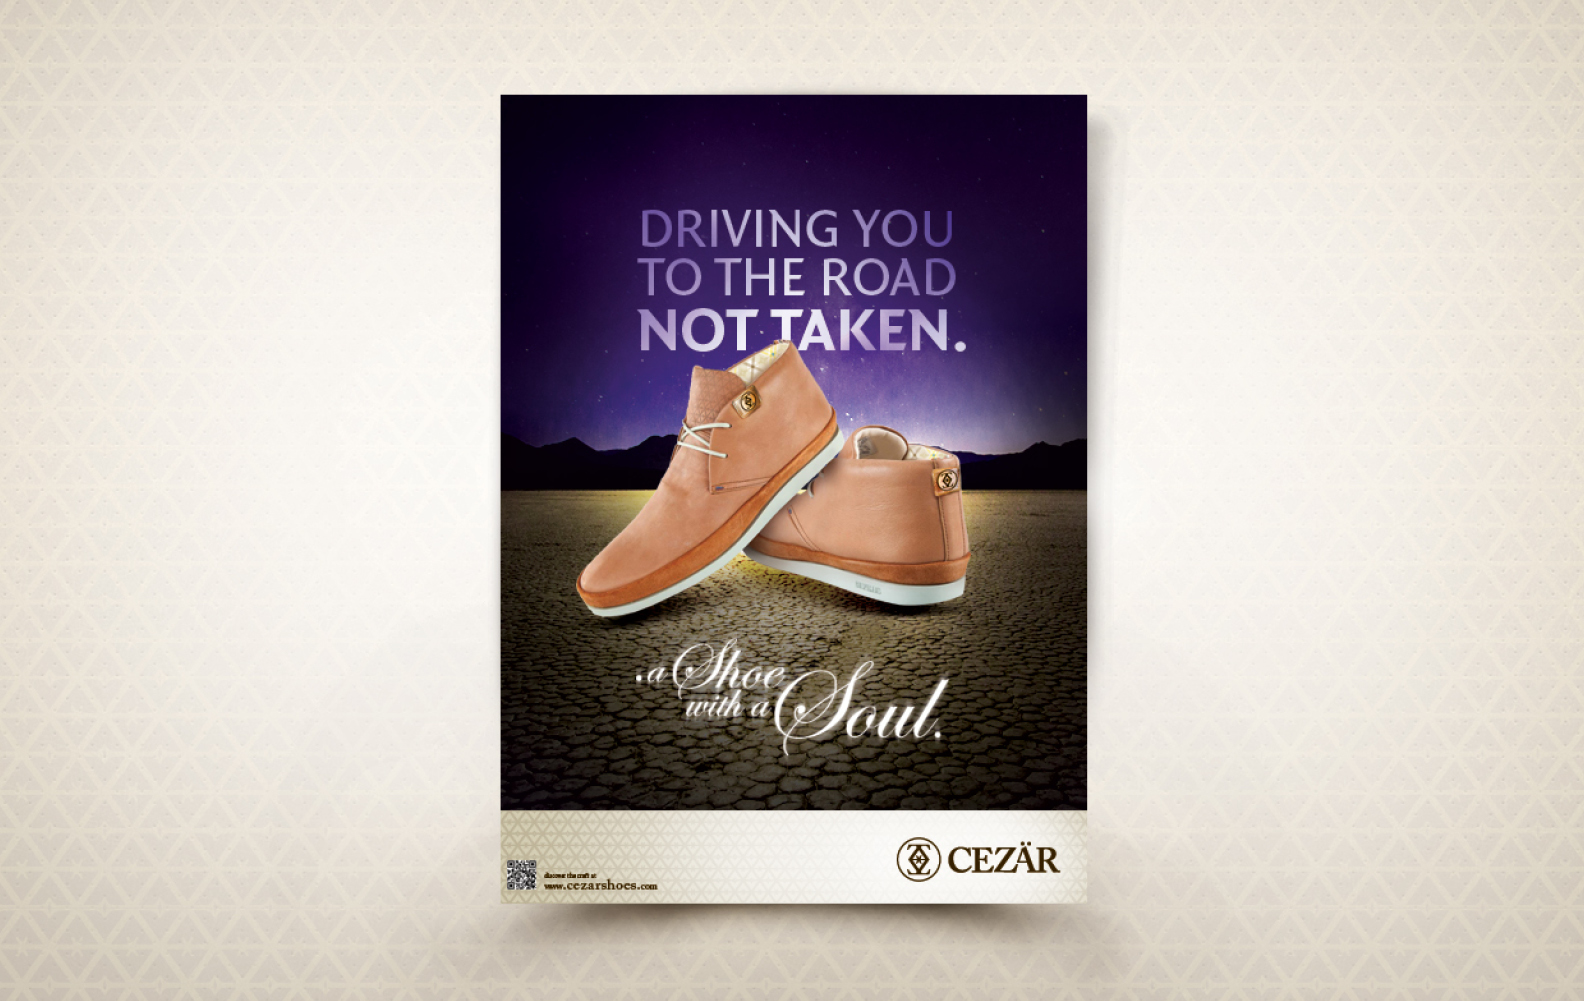 DRIVING YOU
TO THE ROAD
NOT TAKEN.
.a Shoe
with a Soul.
discover the craft at
www.cezarshoes.com
CEZÄR